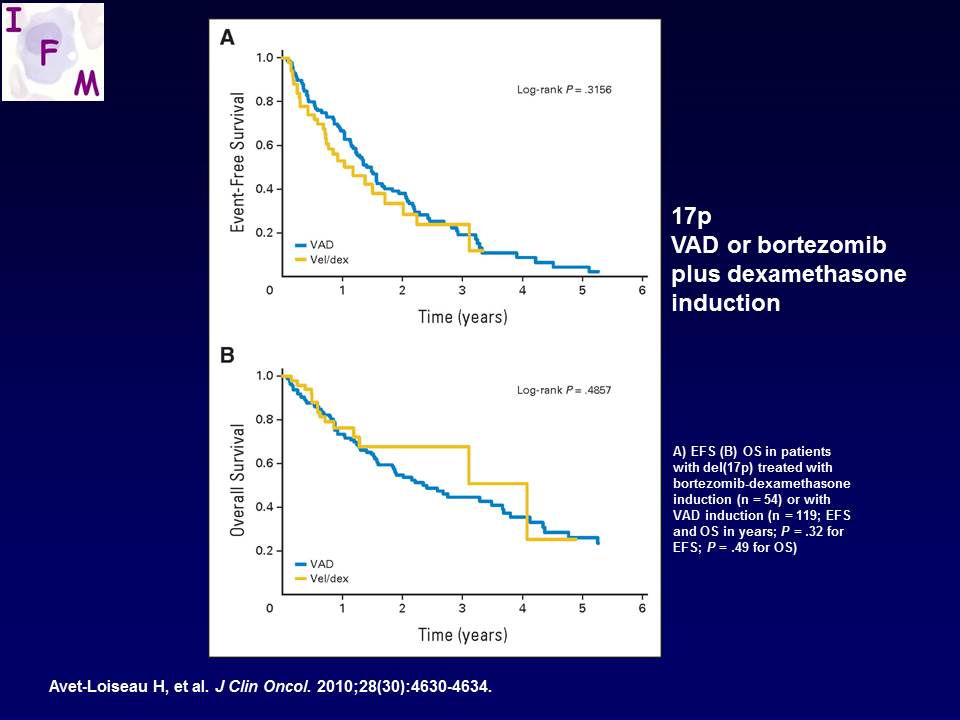 I
F
M
A
1.0
0.8
0.6
0.4
0.2
Event-Free Survival
Log-rank P = .3156
VAD
Vel/dex
0 1 2 3 4 5 6
Time (years)
B
1.0
0.8
0.6
0.4
0.2
Overall Survival
Log-rank P = .4857
VAD
Vel/dex
0 1 2 3 4 5 6
Time (years)
17p
VAD or bortezomib
plus dexamethasone
induction
A) EFS (B) OS in patients
with del(17p) treated with
bortezomib-dexamethasone
induction (n = 54) or with
VAD induction (n = 119; EFS
and OS in years; P = .32 for
EFS; P = .49 for OS)
Avet-Loiseau H, et al. J Clin Oncol. 2010;28(30):4630-4634.